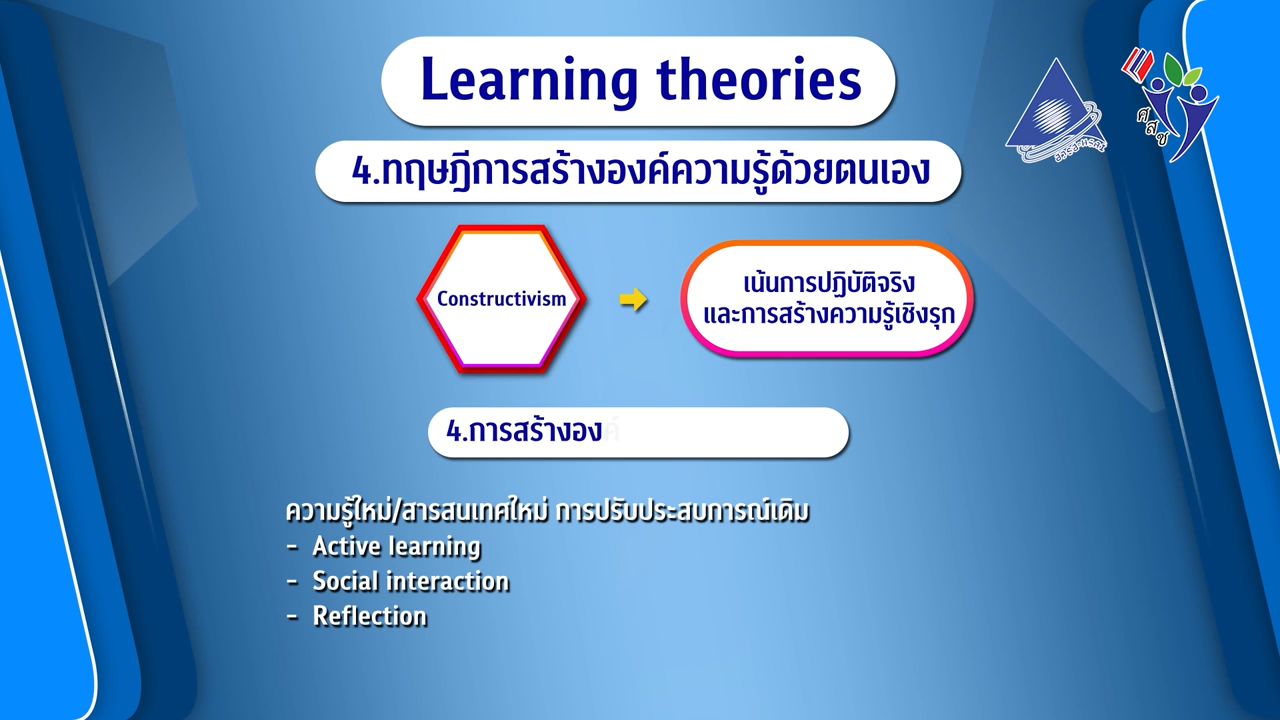 Learning theories
4.ทฤษฎีการสร้างองค์ความรู้ด้วยตนเอง
Constructivism
เน้นการปฏิบัติจริง
และการสร้างความรู้เชิงรุก
4.การสร้างองค์
ความรู้ใหม่/สารสนเทศใหม่ การปรับประสบการณ์เดิม
- Active learning
- Social interaction
- Reflection
ศสช